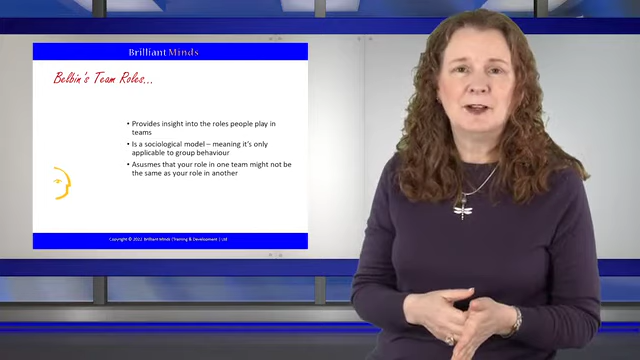 Brilliant Minds
Belbin's Team Roles...
• Provides insight into the roles people play in
teams
• Is a sociological model – meaning it's only
applicable to group behaviour
• Asusmes that your role in one team might not be
the same as your role in another
Copyright © 2022 Brilliant Minds (Training & Development ) Ltd